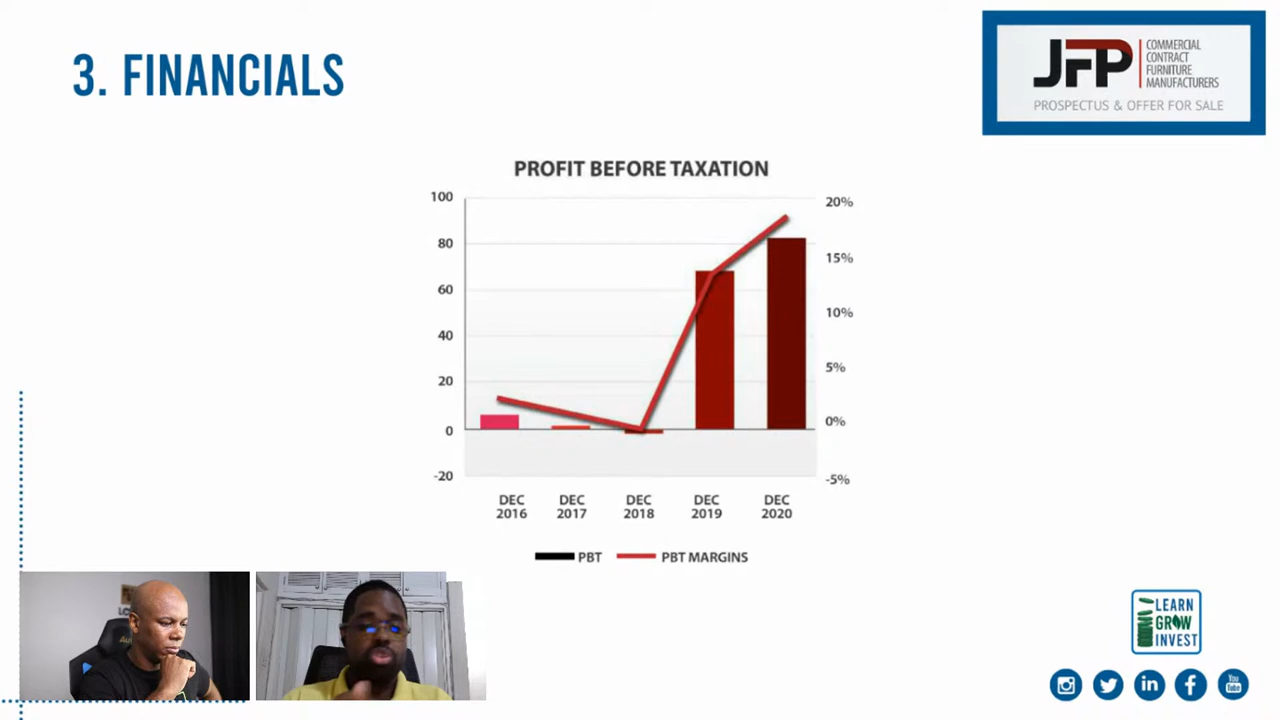 3. FINANCIALS
JFP
COMMERCIAL
CONTRACT
FURNITURE
MANUFACTURERS
PROSPECTUS & OFFER FOR SALE
PROFIT BEFORE TAXATION
100
80
60
40
20
0
-20
20%
15%
10%
5%
0%
-5%
DEC 2016
DEC 2017
DEC 2018
DEC 2019
DEC 2020
PBT
PBT MARGINS
LEARN
GROW
INVEST
You
Tube